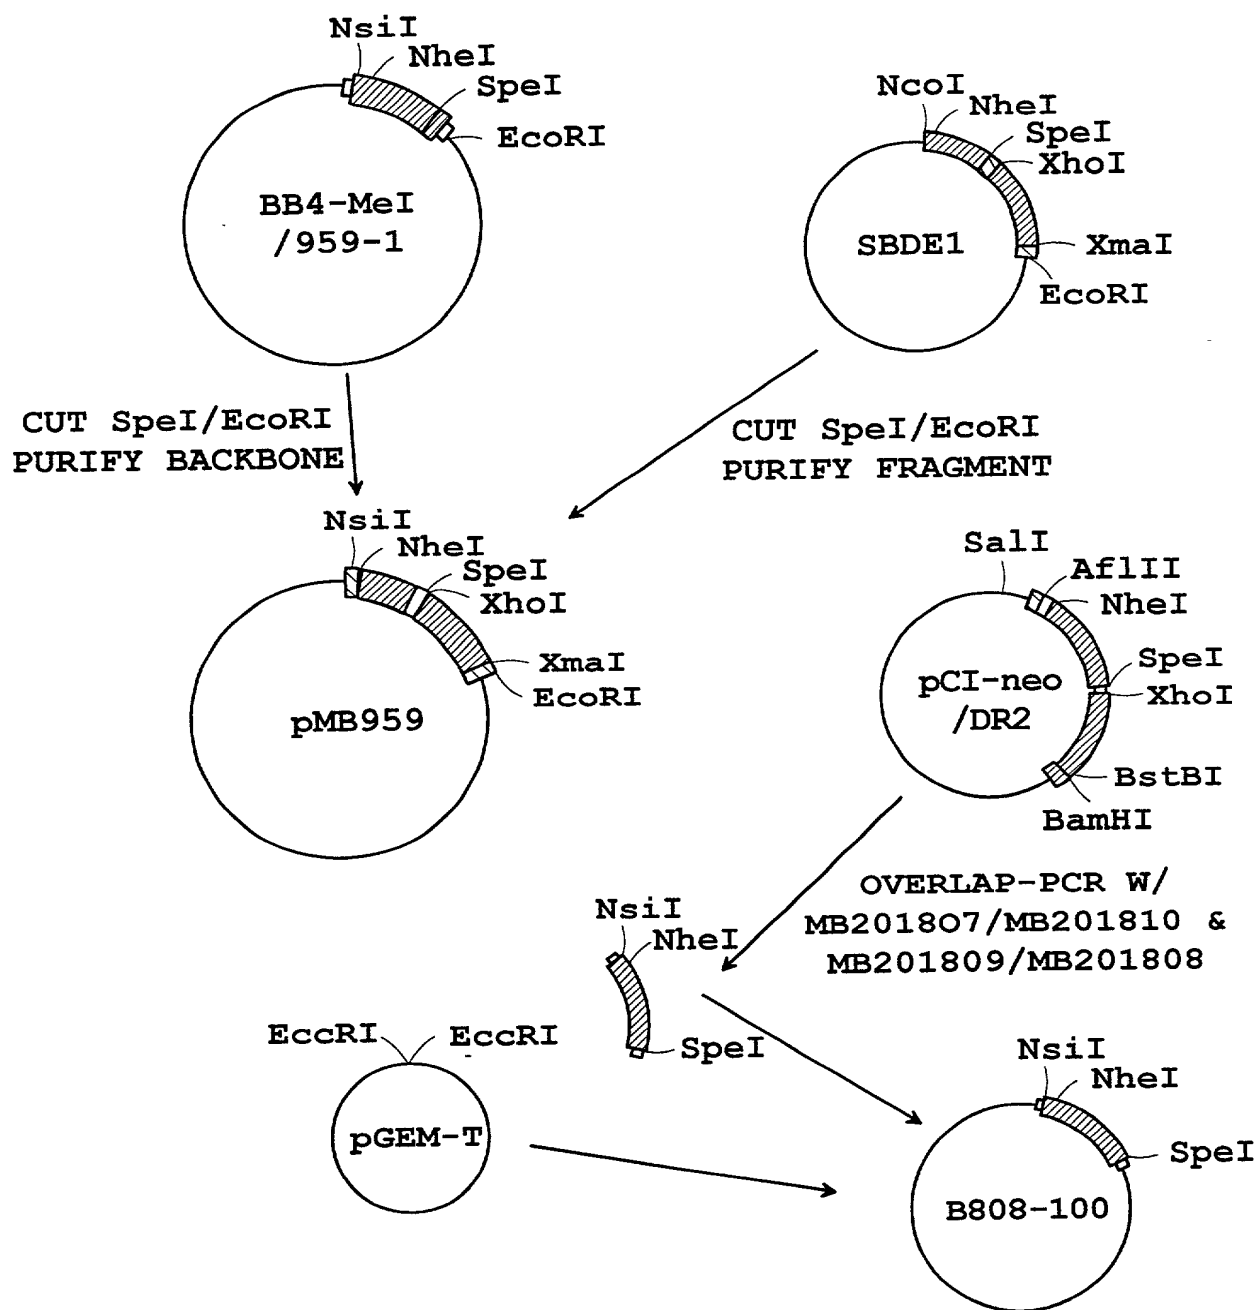 NsiI
NheI
SpeI
EcoRI
BB4-MeI
/959-1
NcoI
NheI
SpeI
XhoI
XmaI
EcoRI
SBDE1
CUT SpeI/EcoRI
PURIFY BACKBONE
CUT SpeI/EcoRI
PURIFY FRAGMENT
NsiI
NheI
SpeI
XhoI
XmaI
EcoRI
pMB959
SalI
AflII
NheI
SpeI
XhoI
BstBI
BamHI
pCI-neo
/DR2
OVERLAP-PCR W/
MB2018O7/MB201810 &
MB201809/MB201808
NsiI
NheI
SpeI
EccRI
EccRI
pGEM-T
NsiI
NheI
SpeI
B808-100